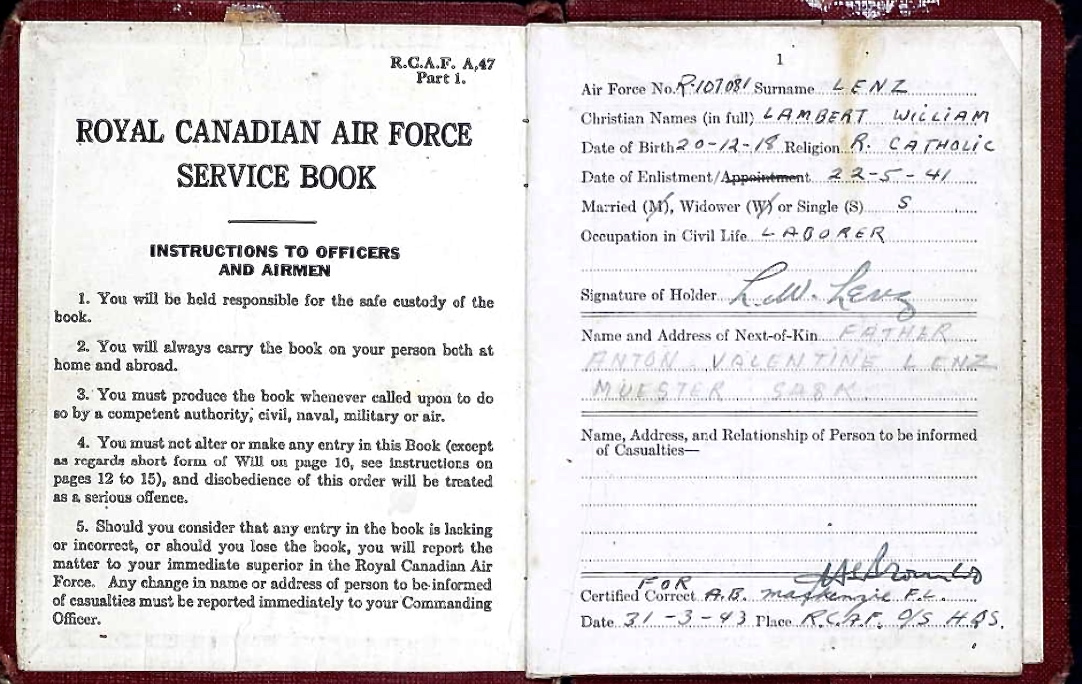 R.C.A.F. A,47
Part 1.
ROYAL CANADIAN AIR FORCE
SERVICE BOOK
INSTRUCTIONS TO OFFICERS
AND AIRMEN
1. You will be held responsible for the safe custody of the
book.
2. You will always carry the book on your person both at
home and abroad.
3. You must produce the book whenever called upon to do
so by a competent authority, civil, naval, military or air.
4. You must not alter or make any entry in this Book (except
as regards short form of Will on page 16, see instructions on
pages 12 to 15), and disobedience of this order will be treated
as a serious offence.
5. Should you consider that any entry in the book is lacking
or incorrect, or should you lose the book, you will report the
matter to your immediate superior in the Royal Canadian Air
Force. Any change in name or address of person to be informed
of casualties must be reported immediately to your Commanding
Officer.
1
Air Force No. R.107081 Surname LENZ
Christian Names (in full) LAMBERT WILLIAM
Date of Birth 20-12-18 Religion R. CATHOLIC
Date of Enlistment/Appointment 22-5-41
Married (M), Widower (W) or Single (S) S
Occupation in Civil Life LABORER
Signature of Holder L.W. Lenz
Name and Address of Next-of-Kin FATHER
ANTON VALENTINE LENZ
MUESTER SASK.
Name, Address, and Relationship of Person to be informed
of Casualties—
FOR
Certified Correct A.B. Mackenzie F.L.
Date 31-3-43 Place R.C.A.F. O/S HQS.